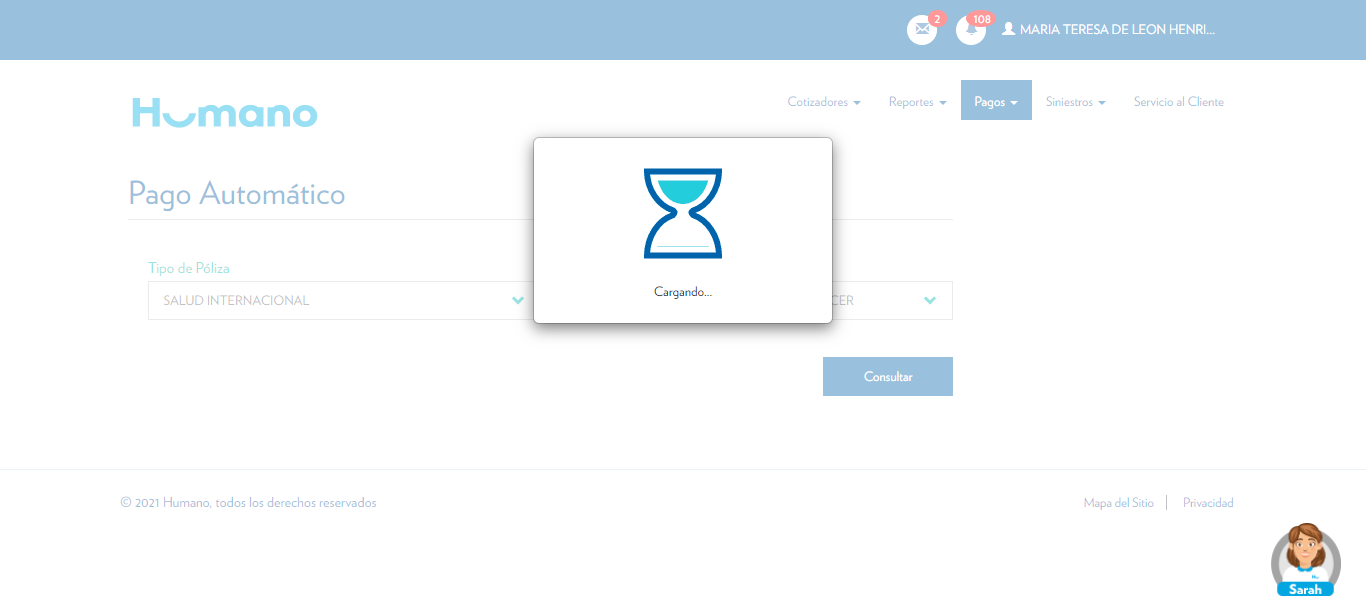 2
108
MARIA TERESA DE LEON HENRI...
Humano
Cotizadores
Reportes
Pagos
Siniestros
Servicio al Cliente
Pago Automático
Cargando...
Tipo de Póliza
SALUD INTERNACIONAL
CER
Consultar
© 2021 Humano, todos los derechos reservados
Mapa del Sitio
Privacidad
Sarah